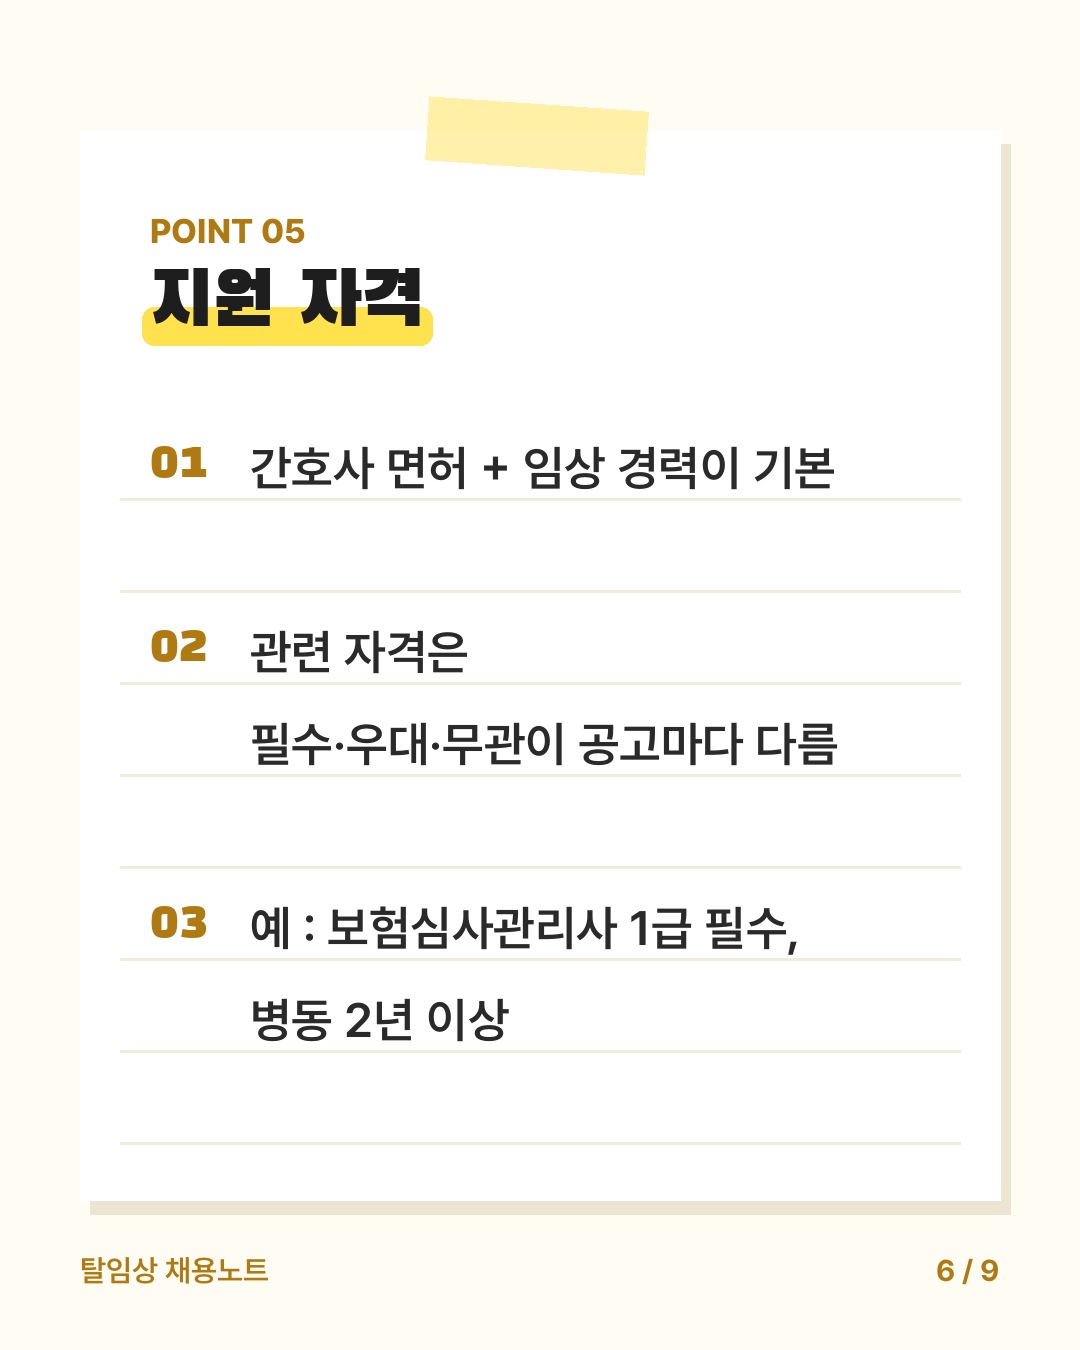 POINT 05
지원 자격
01 간호사 면허 + 임상 경력이 기본
02 관련 자격은
필수·우대·무관이 공고마다 다름
03 예 : 보험심사관리사 1급 필수,
병동 2년 이상
탈임상 채용노트
6 / 9